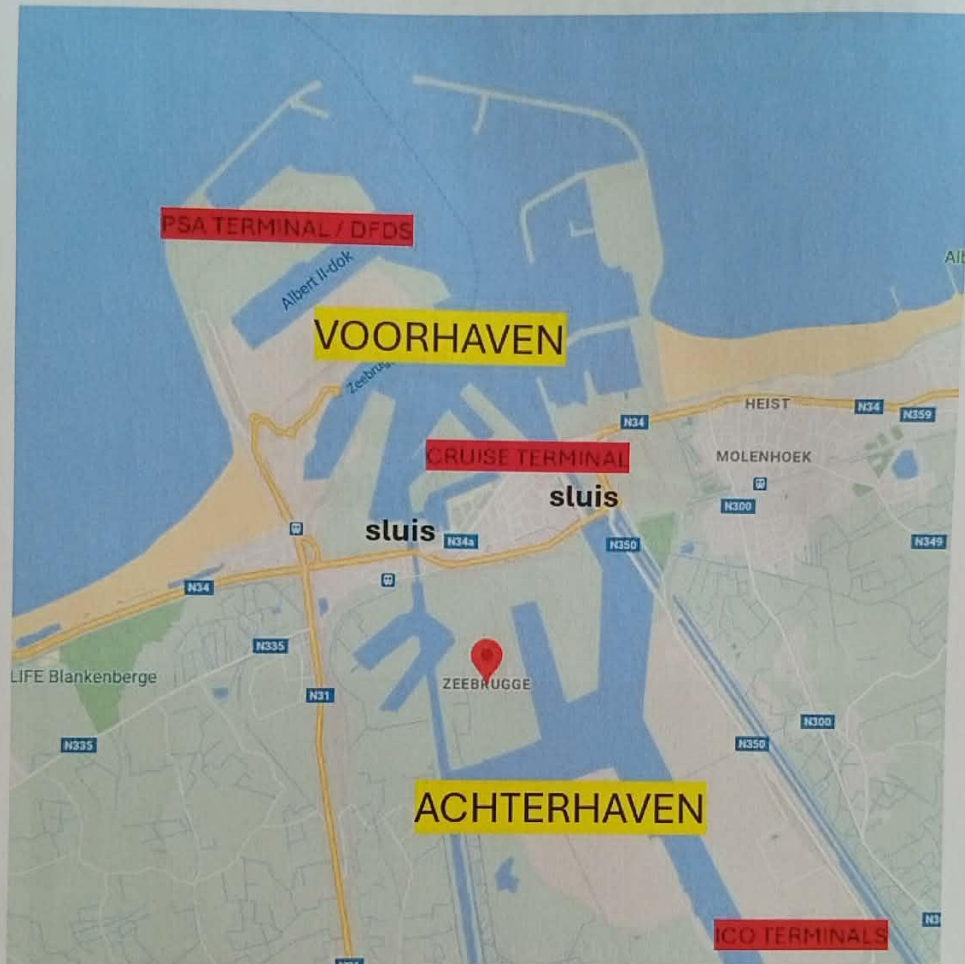 PSA TERMINAL / DFDS
Albert II-dok
VOORHAVEN
HEIST
N34
N359
N34
CRUISE TERMINAL
MOLENHOEK
sluis
N300
sluis
N34a
N350
N349
N34
N335
LIFE Blankenberge
ZEEBRUGGE
N31
N300
N335
N350
ACHTERHAVEN
ICO TERMINALS